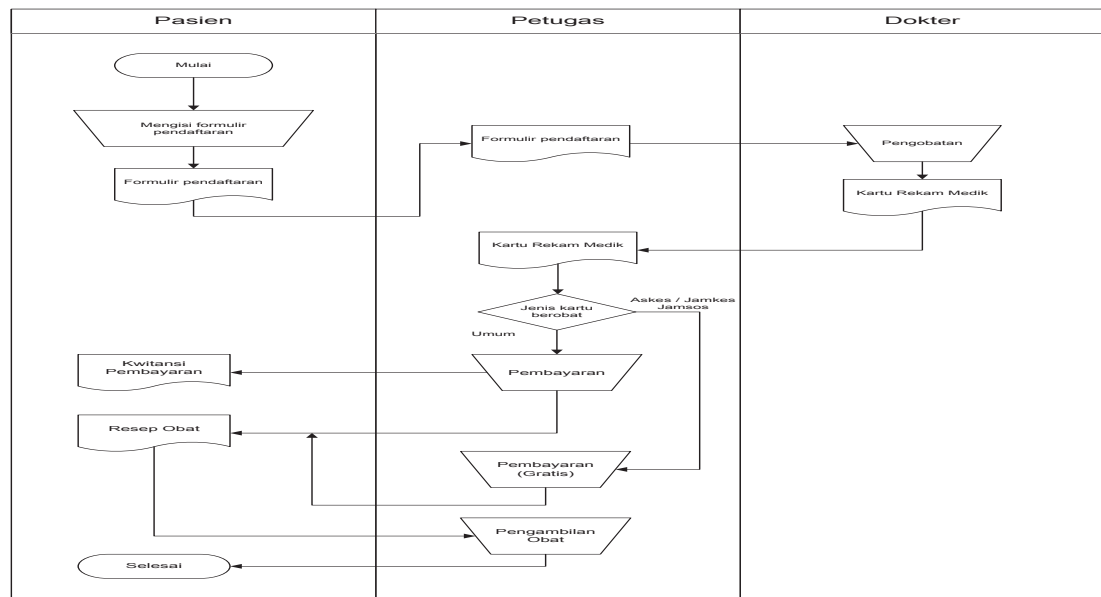 Pasien
Petugas
Dokter
Mulai
Mengisi formulir
pendaftaran
Formulir pendaftaran
Formulir pendaftaran
Pengobatan
Kartu Rekam Medik
Kartu Rekam Medik
Jenis kartu
berobat
Askes / Jamkes
Jamsos
Umum
Pembayaran
Kwitansi
Pembayaran
Resep Obat
Pembayaran
(Gratis)
Pengambilan
Obat
Selesai